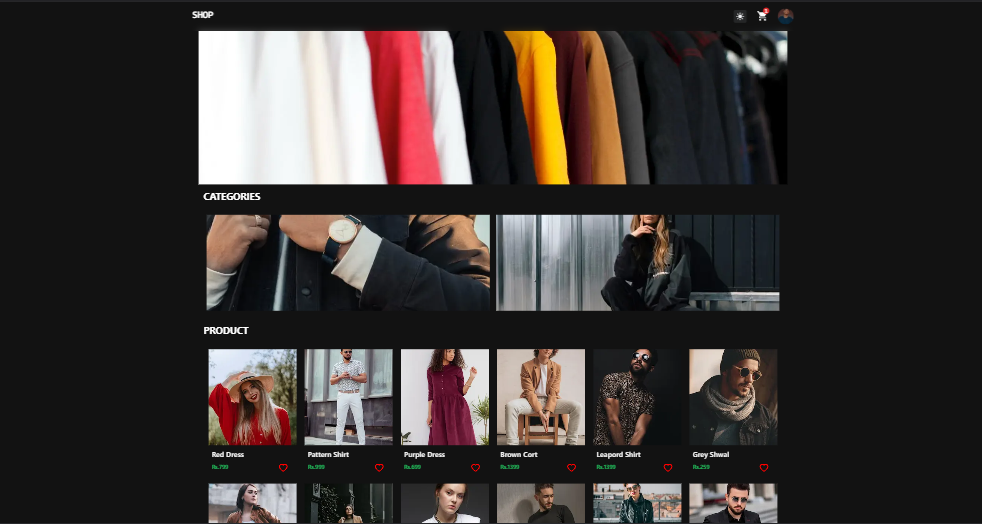 SHOP
CATEGORIES
PRODUCT
Red Dress
Rs.799
Pattern Shirt
Rs.999
Purple Dress
Rs.699
Brown Cort
Rs.1399
Leapord Shirt
Rs.1399
Grey Shwal
Rs.259